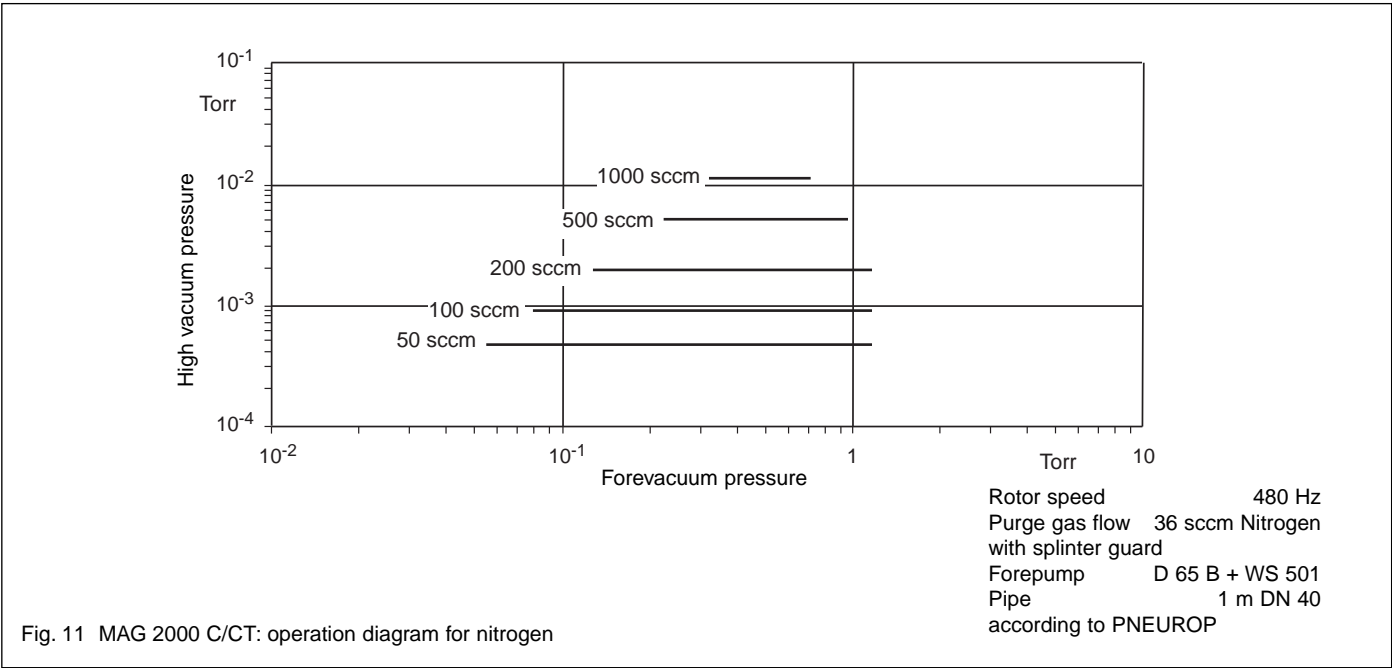 10-1
Torr
High vacuum pressure
1000 sccm
10-2
500 sccm
200 sccm
10-3
100 sccm
50 sccm
10-4
10-2
10-1
1
Torr
10
Forevacuum pressure
Rotor speed 480 Hz
Purge gas flow 36 sccm Nitrogen
with splinter guard
Forepump D 65 B + WS 501
Pipe 1 m DN 40
according to PNEUROP
Fig. 11 MAG 2000 C/CT: operation diagram for nitrogen